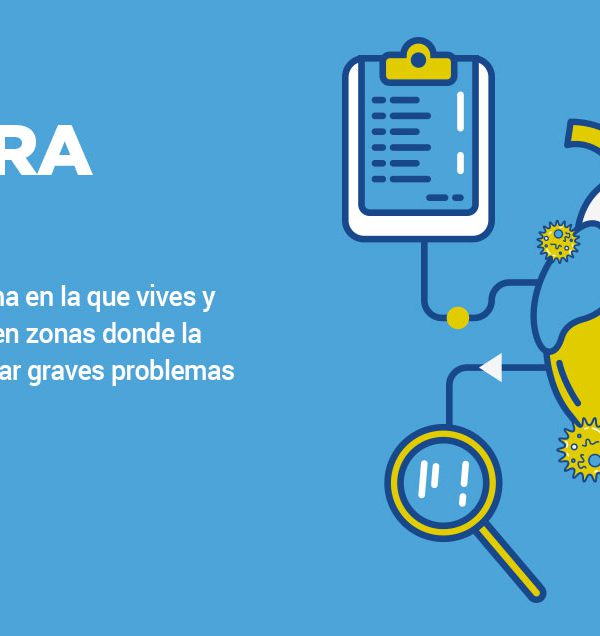 RA
na en la que vives y
en zonas donde la
ar graves problemas